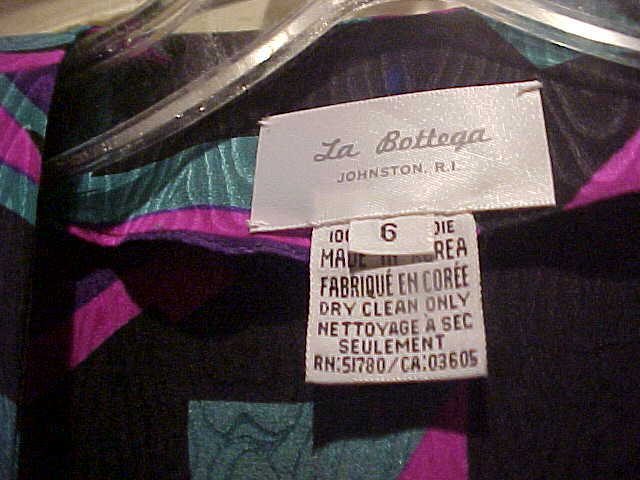 La Bottega
JOHNSTON, R.I.
6
MADE IN KOREA
FABRIQUÉ EN CORÉE
DRY CLEAN ONLY
NETTOYAGE À SEC
SEULEMENT
RN:51780/CA:03605